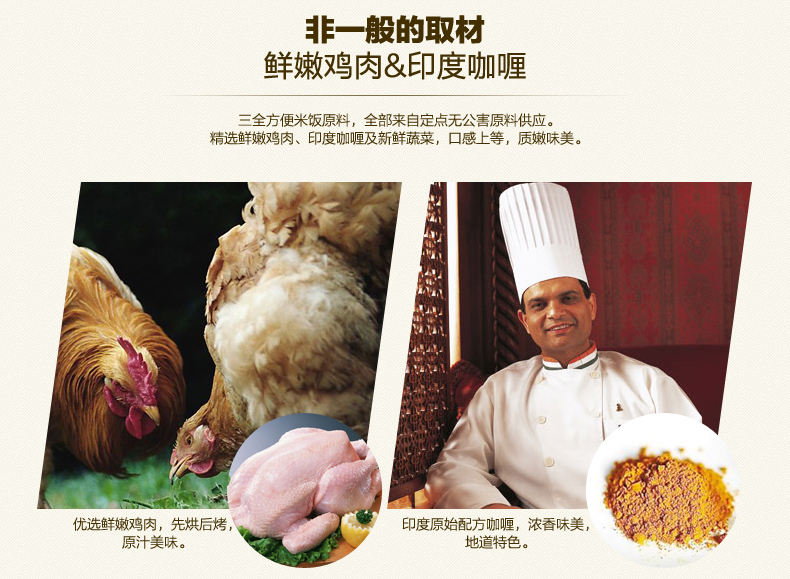 非一般的取材
鲜嫩鸡肉&印度咖喱
三全方便米饭原料，全部来自定点无公害原料供应。
精选鲜嫩鸡肉、印度咖喱及新鲜蔬菜，口感上等，质嫩味美。
优选鲜嫩鸡肉，先烘后烤，
原汁美味。
印度原始配方咖喱，浓香味美，
地道特色。